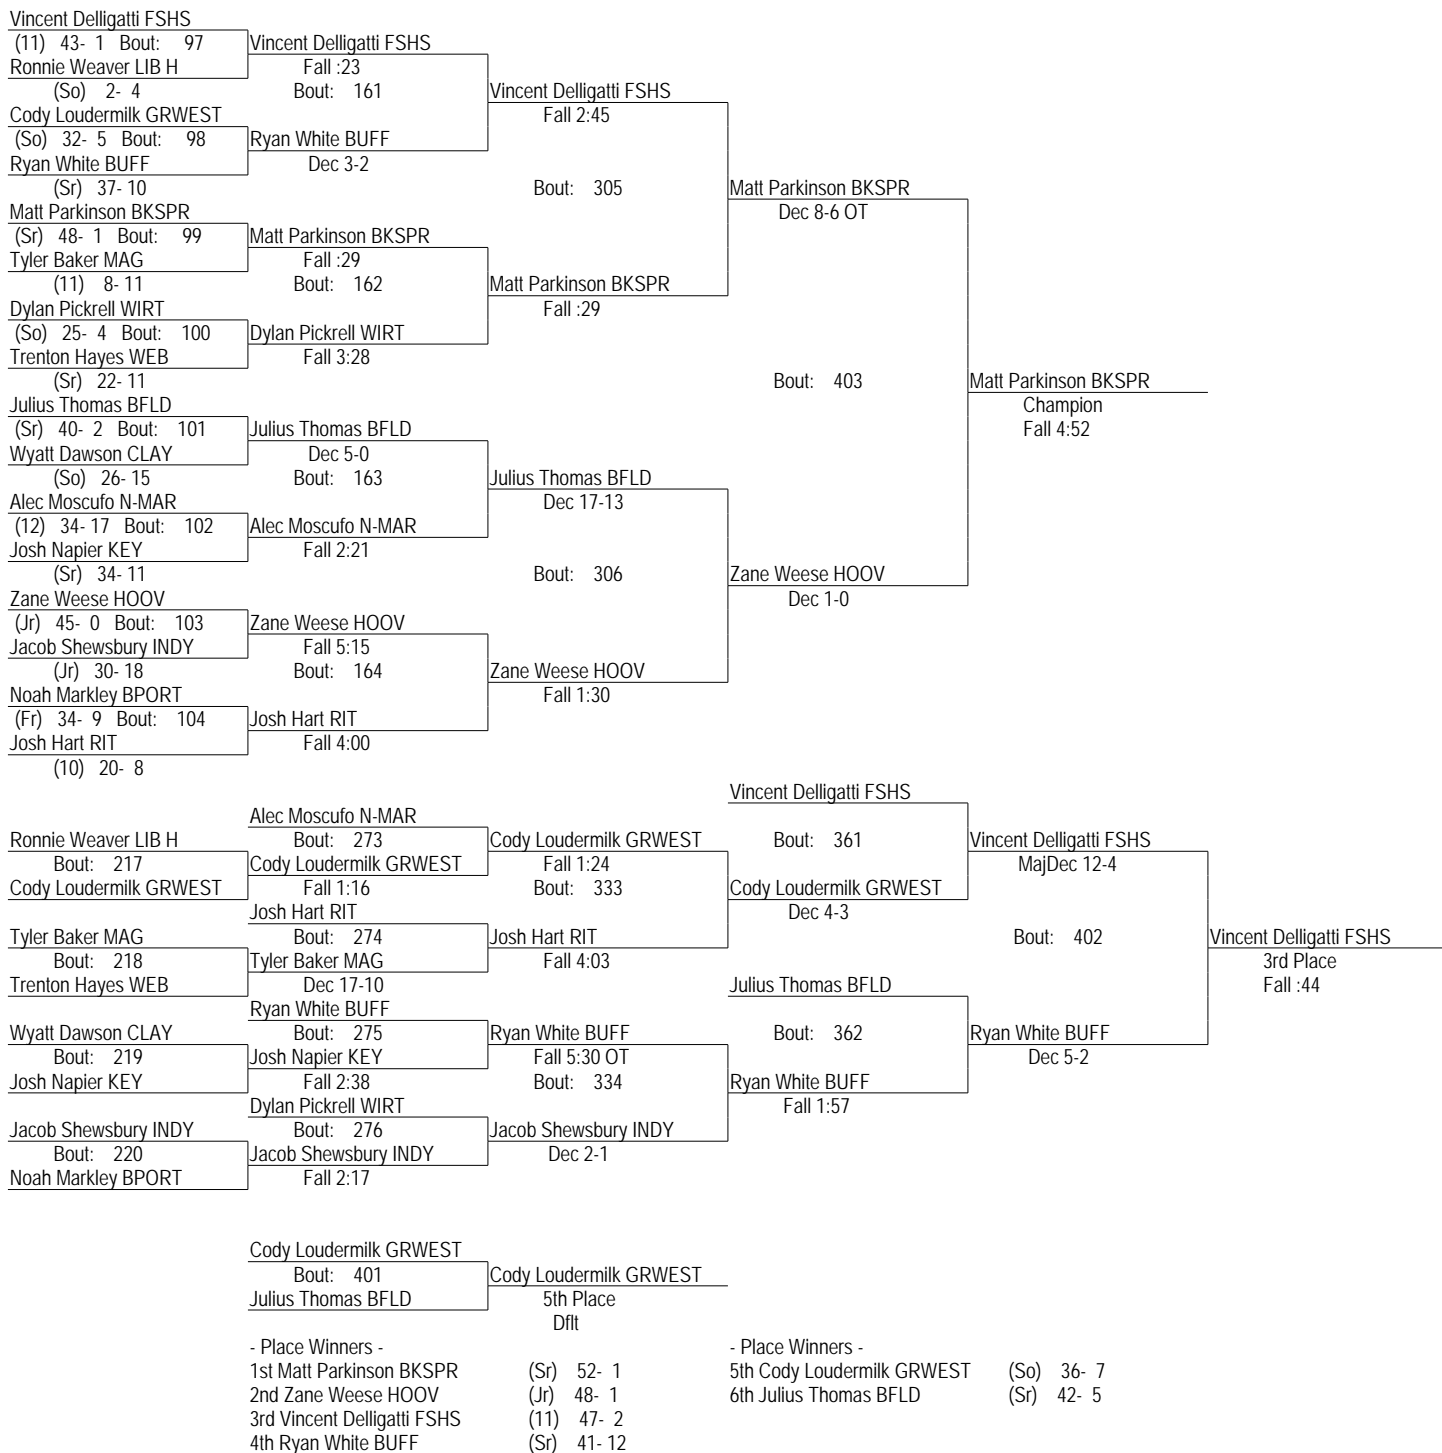 Vincent Delligatti FSHS
(11) 43- 1 Bout: 97
Vincent Delligatti FSHS
Ronnie Weaver LIB H
Fall :23
(So) 2- 4
Bout: 161
Vincent Delligatti FSHS
Cody Loudermilk GRWEST
Fall 2:45
(So) 32- 5 Bout: 98
Ryan White BUFF
Ryan White BUFF
Dec 3-2
(Sr) 37- 10
Bout: 305
Matt Parkinson BKSPR
Matt Parkinson BKSPR
Dec 8-6 OT
(Sr) 48- 1 Bout: 99
Matt Parkinson BKSPR
Tyler Baker MAG
Fall :29
(11) 8- 11
Bout: 162
Matt Parkinson BKSPR
Dylan Pickrell WIRT
Fall :29
(So) 25- 4 Bout: 100
Dylan Pickrell WIRT
Trenton Hayes WEB
Fall 3:28
(Sr) 22- 11
Bout: 403
Matt Parkinson BKSPR
Julius Thomas BFLD
Champion
(Sr) 40- 2 Bout: 101
Julius Thomas BFLD
Fall 4:52
Wyatt Dawson CLAY
Dec 5-0
(So) 26- 15
Bout: 163
Julius Thomas BFLD
Alec Moscufo N-MAR
Dec 17-13
(12) 34- 17 Bout: 102
Alec Moscufo N-MAR
Josh Napier KEY
Fall 2:21
(Sr) 34- 11
Bout: 306
Zane Weese HOOV
Zane Weese HOOV
Dec 1-0
(Jr) 45- 0 Bout: 103
Zane Weese HOOV
Jacob Shewsbury INDY
Fall 5:15
(Jr) 30- 18
Bout: 164
Zane Weese HOOV
Noah Markley BPORT
Fall 1:30
(Fr) 34- 9 Bout: 104
Josh Hart RIT
Josh Hart RIT
Fall 4:00
(10) 20- 8
Vincent Delligatti FSHS
Alec Moscufo N-MAR
Ronnie Weaver LIB H
Bout: 273
Cody Loudermilk GRWEST
Bout: 361
Vincent Delligatti FSHS
Bout: 217
Cody Loudermilk GRWEST
Fall 1:24
MajDec 12-4
Cody Loudermilk GRWEST
Fall 1:16
Bout: 333
Cody Loudermilk GRWEST
Josh Hart RIT
Dec 4-3
Tyler Baker MAG
Bout: 274
Josh Hart RIT
Bout: 402
Vincent Delligatti FSHS
Bout: 218
Tyler Baker MAG
Fall 4:03
3rd Place
Trenton Hayes WEB
Dec 17-10
Julius Thomas BFLD
Fall :44
Ryan White BUFF
Wyatt Dawson CLAY
Bout: 275
Ryan White BUFF
Bout: 362
Ryan White BUFF
Bout: 219
Josh Napier KEY
Fall 5:30 OT
Dec 5-2
Josh Napier KEY
Fall 2:38
Bout: 334
Ryan White BUFF
Dylan Pickrell WIRT
Fall 1:57
Jacob Shewsbury INDY
Bout: 276
Jacob Shewsbury INDY
Bout: 220
Jacob Shewsbury INDY
Dec 2-1
Noah Markley BPORT
Fall 2:17
Cody Loudermilk GRWEST
Bout: 401
Cody Loudermilk GRWEST
Julius Thomas BFLD
5th Place
Dflt
- Place Winners -
1st Matt Parkinson BKSPR (Sr) 52- 1
2nd Zane Weese HOOV (Jr) 48- 1
3rd Vincent Delligatti FSHS (11) 47- 2
4th Ryan White BUFF (Sr) 41- 12
- Place Winners -
5th Cody Loudermilk GRWEST (So) 36- 7
6th Julius Thomas BFLD (Sr) 42- 5